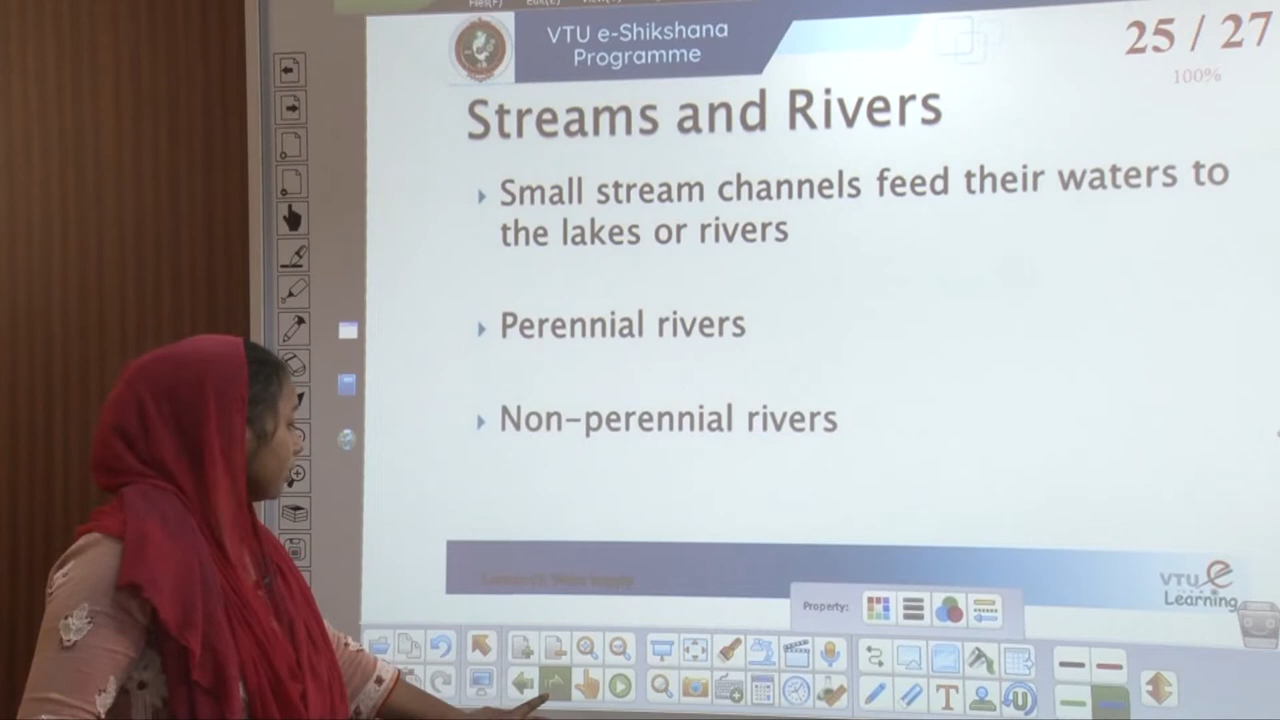 VTU e-Shikshana
Programme
25 / 27
100%
Streams and Rivers
Small stream channels feed their waters to
the lakes or rivers
Perennial rivers
Non-perennial rivers
Property:
VTU
Learning